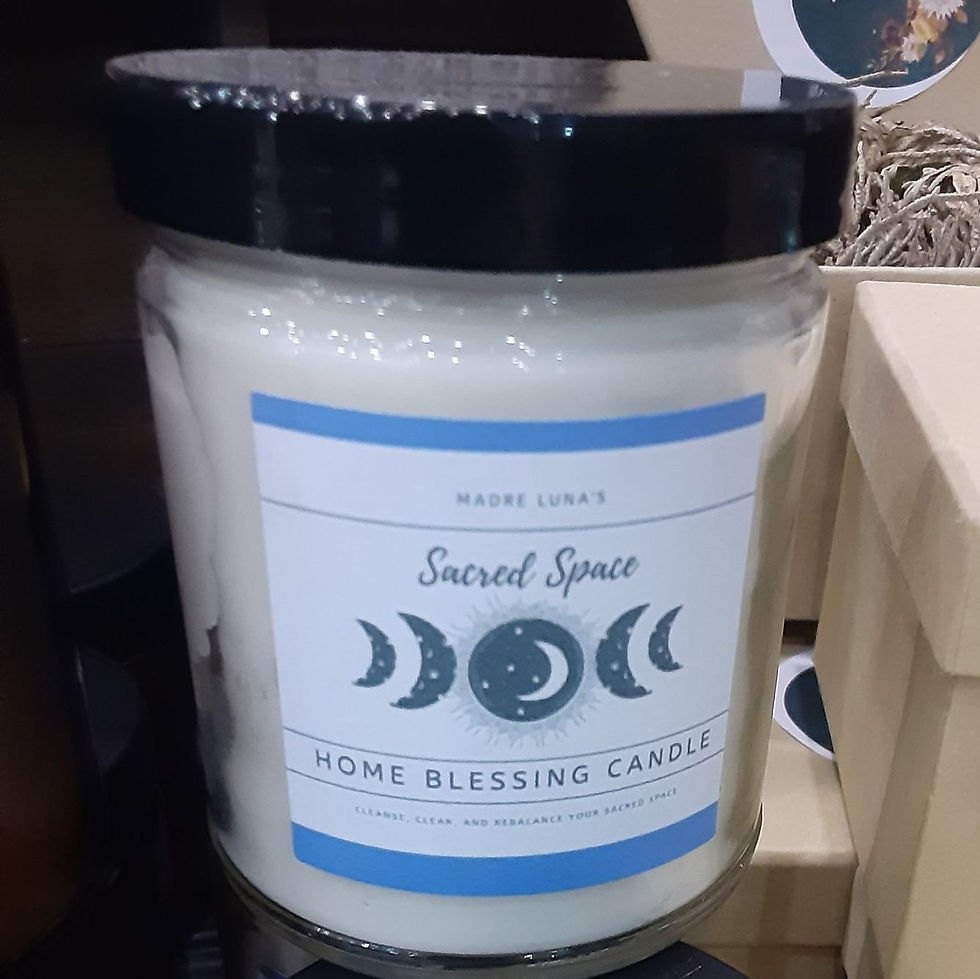 MADRE LUNA'S
Sacred Space
HOME BLESSING CANDLE
CLEANSE, CLEAR, AND REBALANCE YOUR SACRED SPACE